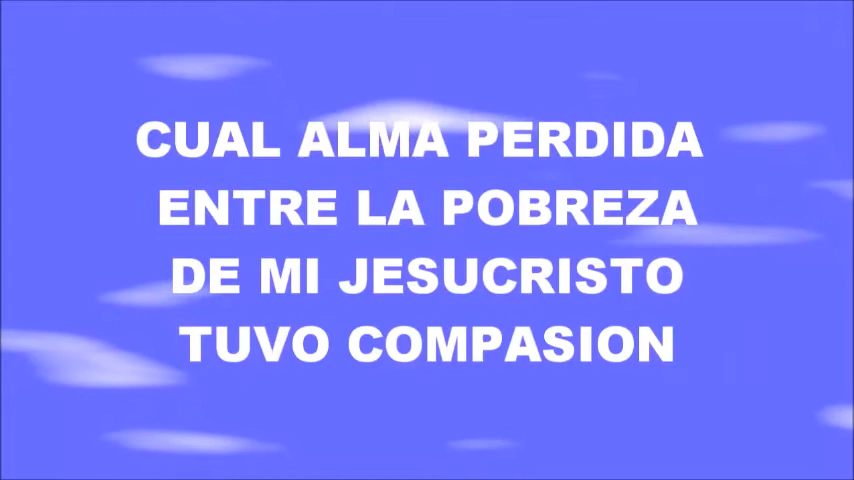 CUAL ALMA PERDIDA
ENTRE LA POBREZA
DE MI JESUCRISTO
TUVO COMPASION